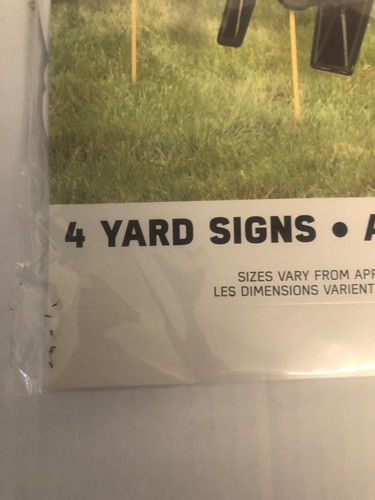 4 YARD SIGNS •
SIZES VARY FROM
LES DIMENSIONS VARIENT